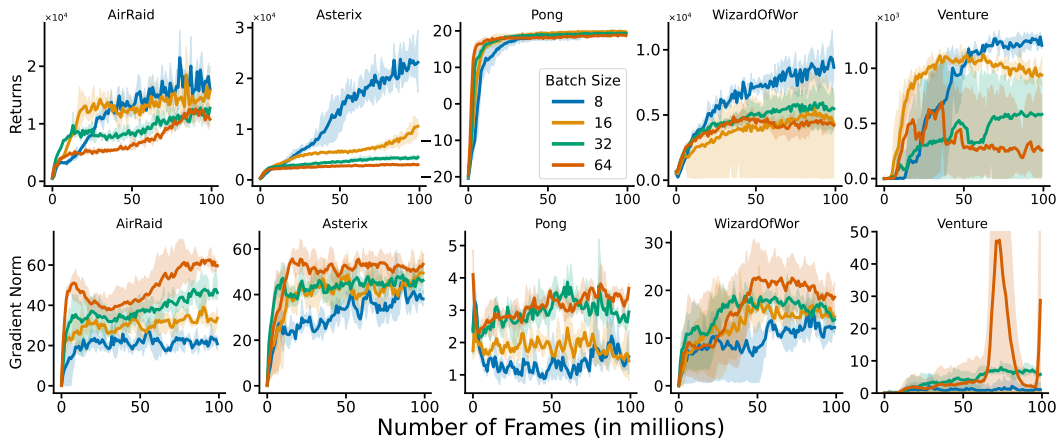 AirRaid Asterix Pong WizardOfWor Venture
×10⁴ ×10⁴ ×10⁴ ×10³
Returns
2
1
0
0 50 100
3
2
1
0
0 50 100
20
10
0
−10
−20
0 50 100
Batch Size
8
16
32
64
1.0
0.5
0.0
0 50 100
1.0
0.5
0.0
0 50 100
AirRaid Asterix Pong WizardOfWor Venture
Gradient Norm
60
40
20
0
0 50 100
60
40
20
0
0 50 100
5
4
3
2
1
0 50 100
30
20
10
0
0 50 100
50
40
30
20
10
0
0 50 100
Number of Frames (in millions)